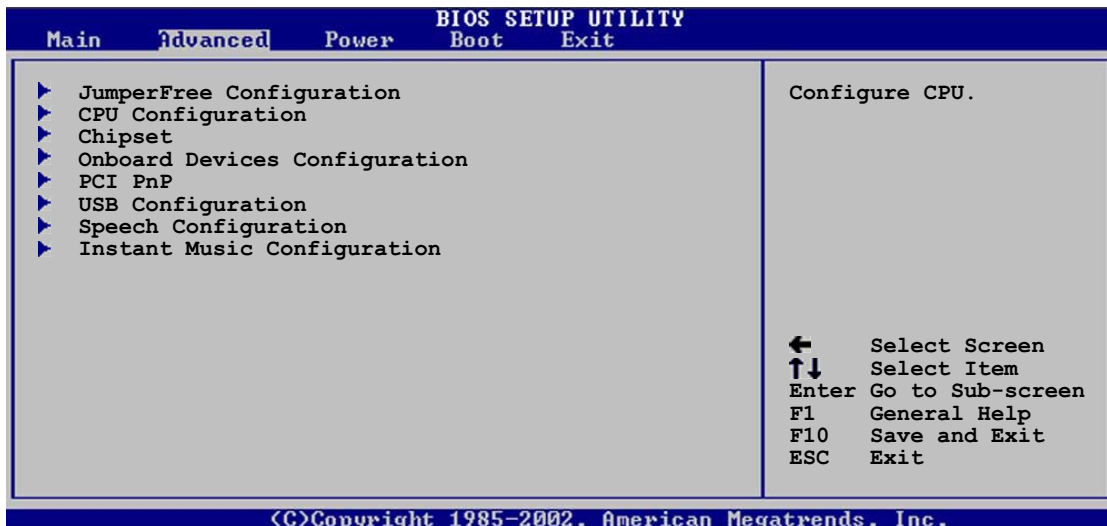 BIOS SETUP UTILITY
Main Advanced Power Boot Exit
JumperFree Configuration
CPU Configuration
Chipset
Onboard Devices Configuration
PCI PnP
USB Configuration
Speech Configuration
Instant Music Configuration
Configure CPU.
← Select Screen
↑↓ Select Item
Enter Go to Sub-screen
F1 General Help
F10 Save and Exit
ESC Exit
(C)Copyright 1985-2002, American Megatrends, Inc.